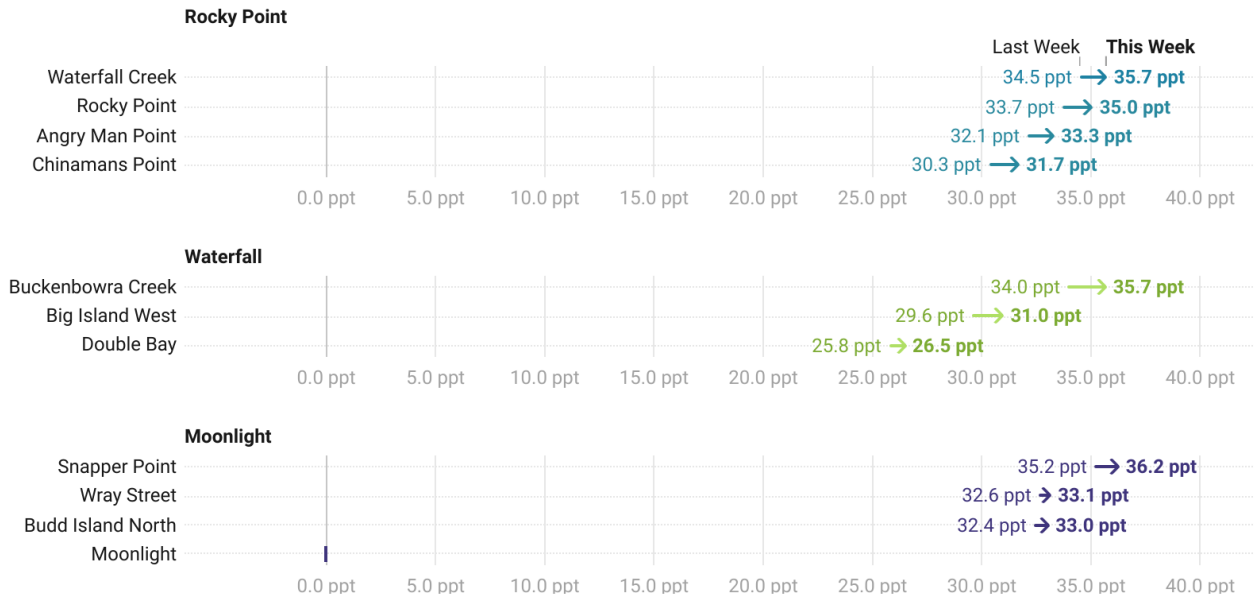 Rocky Point
Last Week This Week
Waterfall Creek 34.5 ppt 35.7 ppt
Rocky Point 33.7 ppt 35.0 ppt
Angry Man Point 32.1 ppt 33.3 ppt
Chinamans Point 30.3 ppt 31.7 ppt
0.0 ppt 5.0 ppt 10.0 ppt 15.0 ppt 20.0 ppt 25.0 ppt 30.0 ppt 35.0 ppt 40.0 ppt
Waterfall
Buckenbowra Creek 34.0 ppt 35.7 ppt
Big Island West 29.6 ppt 31.0 ppt
Double Bay 25.8 ppt 26.5 ppt
0.0 ppt 5.0 ppt 10.0 ppt 15.0 ppt 20.0 ppt 25.0 ppt 30.0 ppt 35.0 ppt 40.0 ppt
Moonlight
Snapper Point 35.2 ppt 36.2 ppt
Wray Street 32.6 ppt 33.1 ppt
Budd Island North 32.4 ppt 33.0 ppt
Moonlight
0.0 ppt 5.0 ppt 10.0 ppt 15.0 ppt 20.0 ppt 25.0 ppt 30.0 ppt 35.0 ppt 40.0 ppt